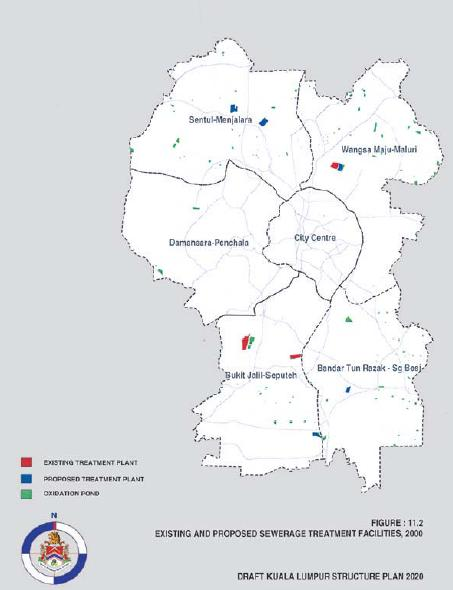 Sentul-Menjalara
Wangsa Maju-Maluri
Damansara-Penchala
City Centre
Bukit Jalil-Seputeh
Bandar Tun Razak - Sg Besi
EXISTING TREATMENT PLANT
PROPOSED TREATMENT PLANT
OXIDATION POND
N
FIGURE : 11.2
EXISTING AND PROPOSED SEWERAGE TREATMENT FACILITIES, 2000
DRAFT KUALA LUMPUR STRUCTURE PLAN 2020